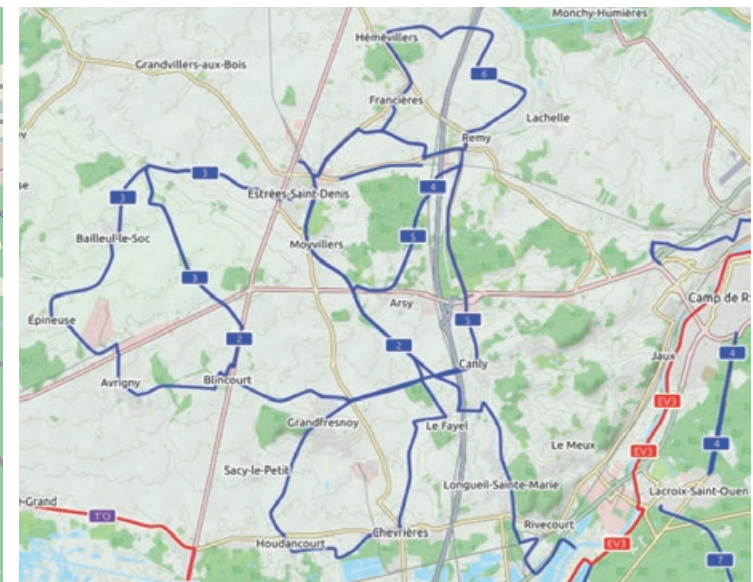 Monchy-Humières
Hémévillers
Grandvillers-aux-Bois
6
Francières
Lachelle
Remy
3
4
Estrées-Saint-Denis
3
5
Bailleul-le-Soc
Moyvillers
3
Arsy
Camp de R
Épineuse
5
2
2
4
Jaux
Canly
Avrigny
Blincourt
EV3
Grandfresnoy
Le Fayel
4
Le Meux
EV3
Sacy-le-Petit
Longueil-Sainte-Marie
Lacroix-Saint-Ouen
-Grand
TO
Rivecourt
Chevrières
Houdancourt
EV3
7